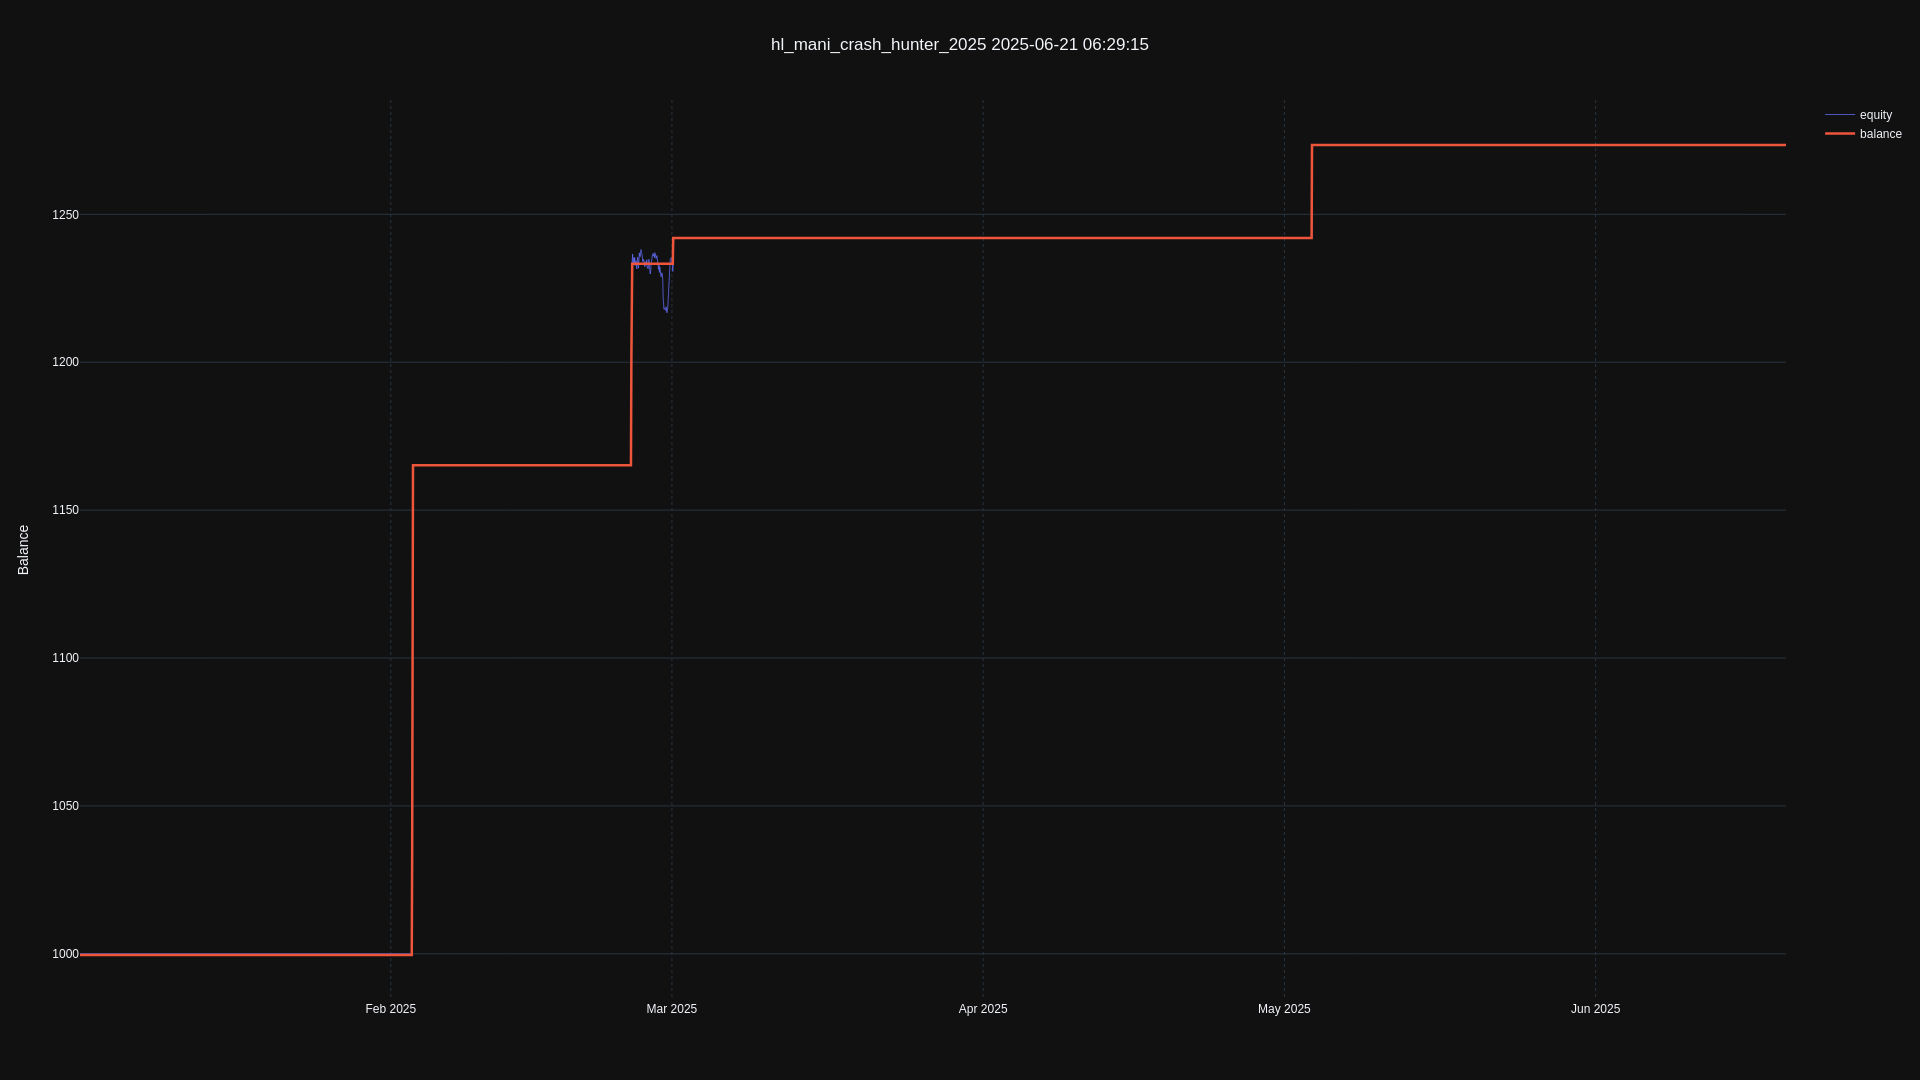 hl_mani_crash_hunter_2025 2025-06-21 06:29:15
equity
balance
1250
1200
1150
1100
1050
1000
Balance
Feb 2025
Mar 2025
Apr 2025
May 2025
Jun 2025